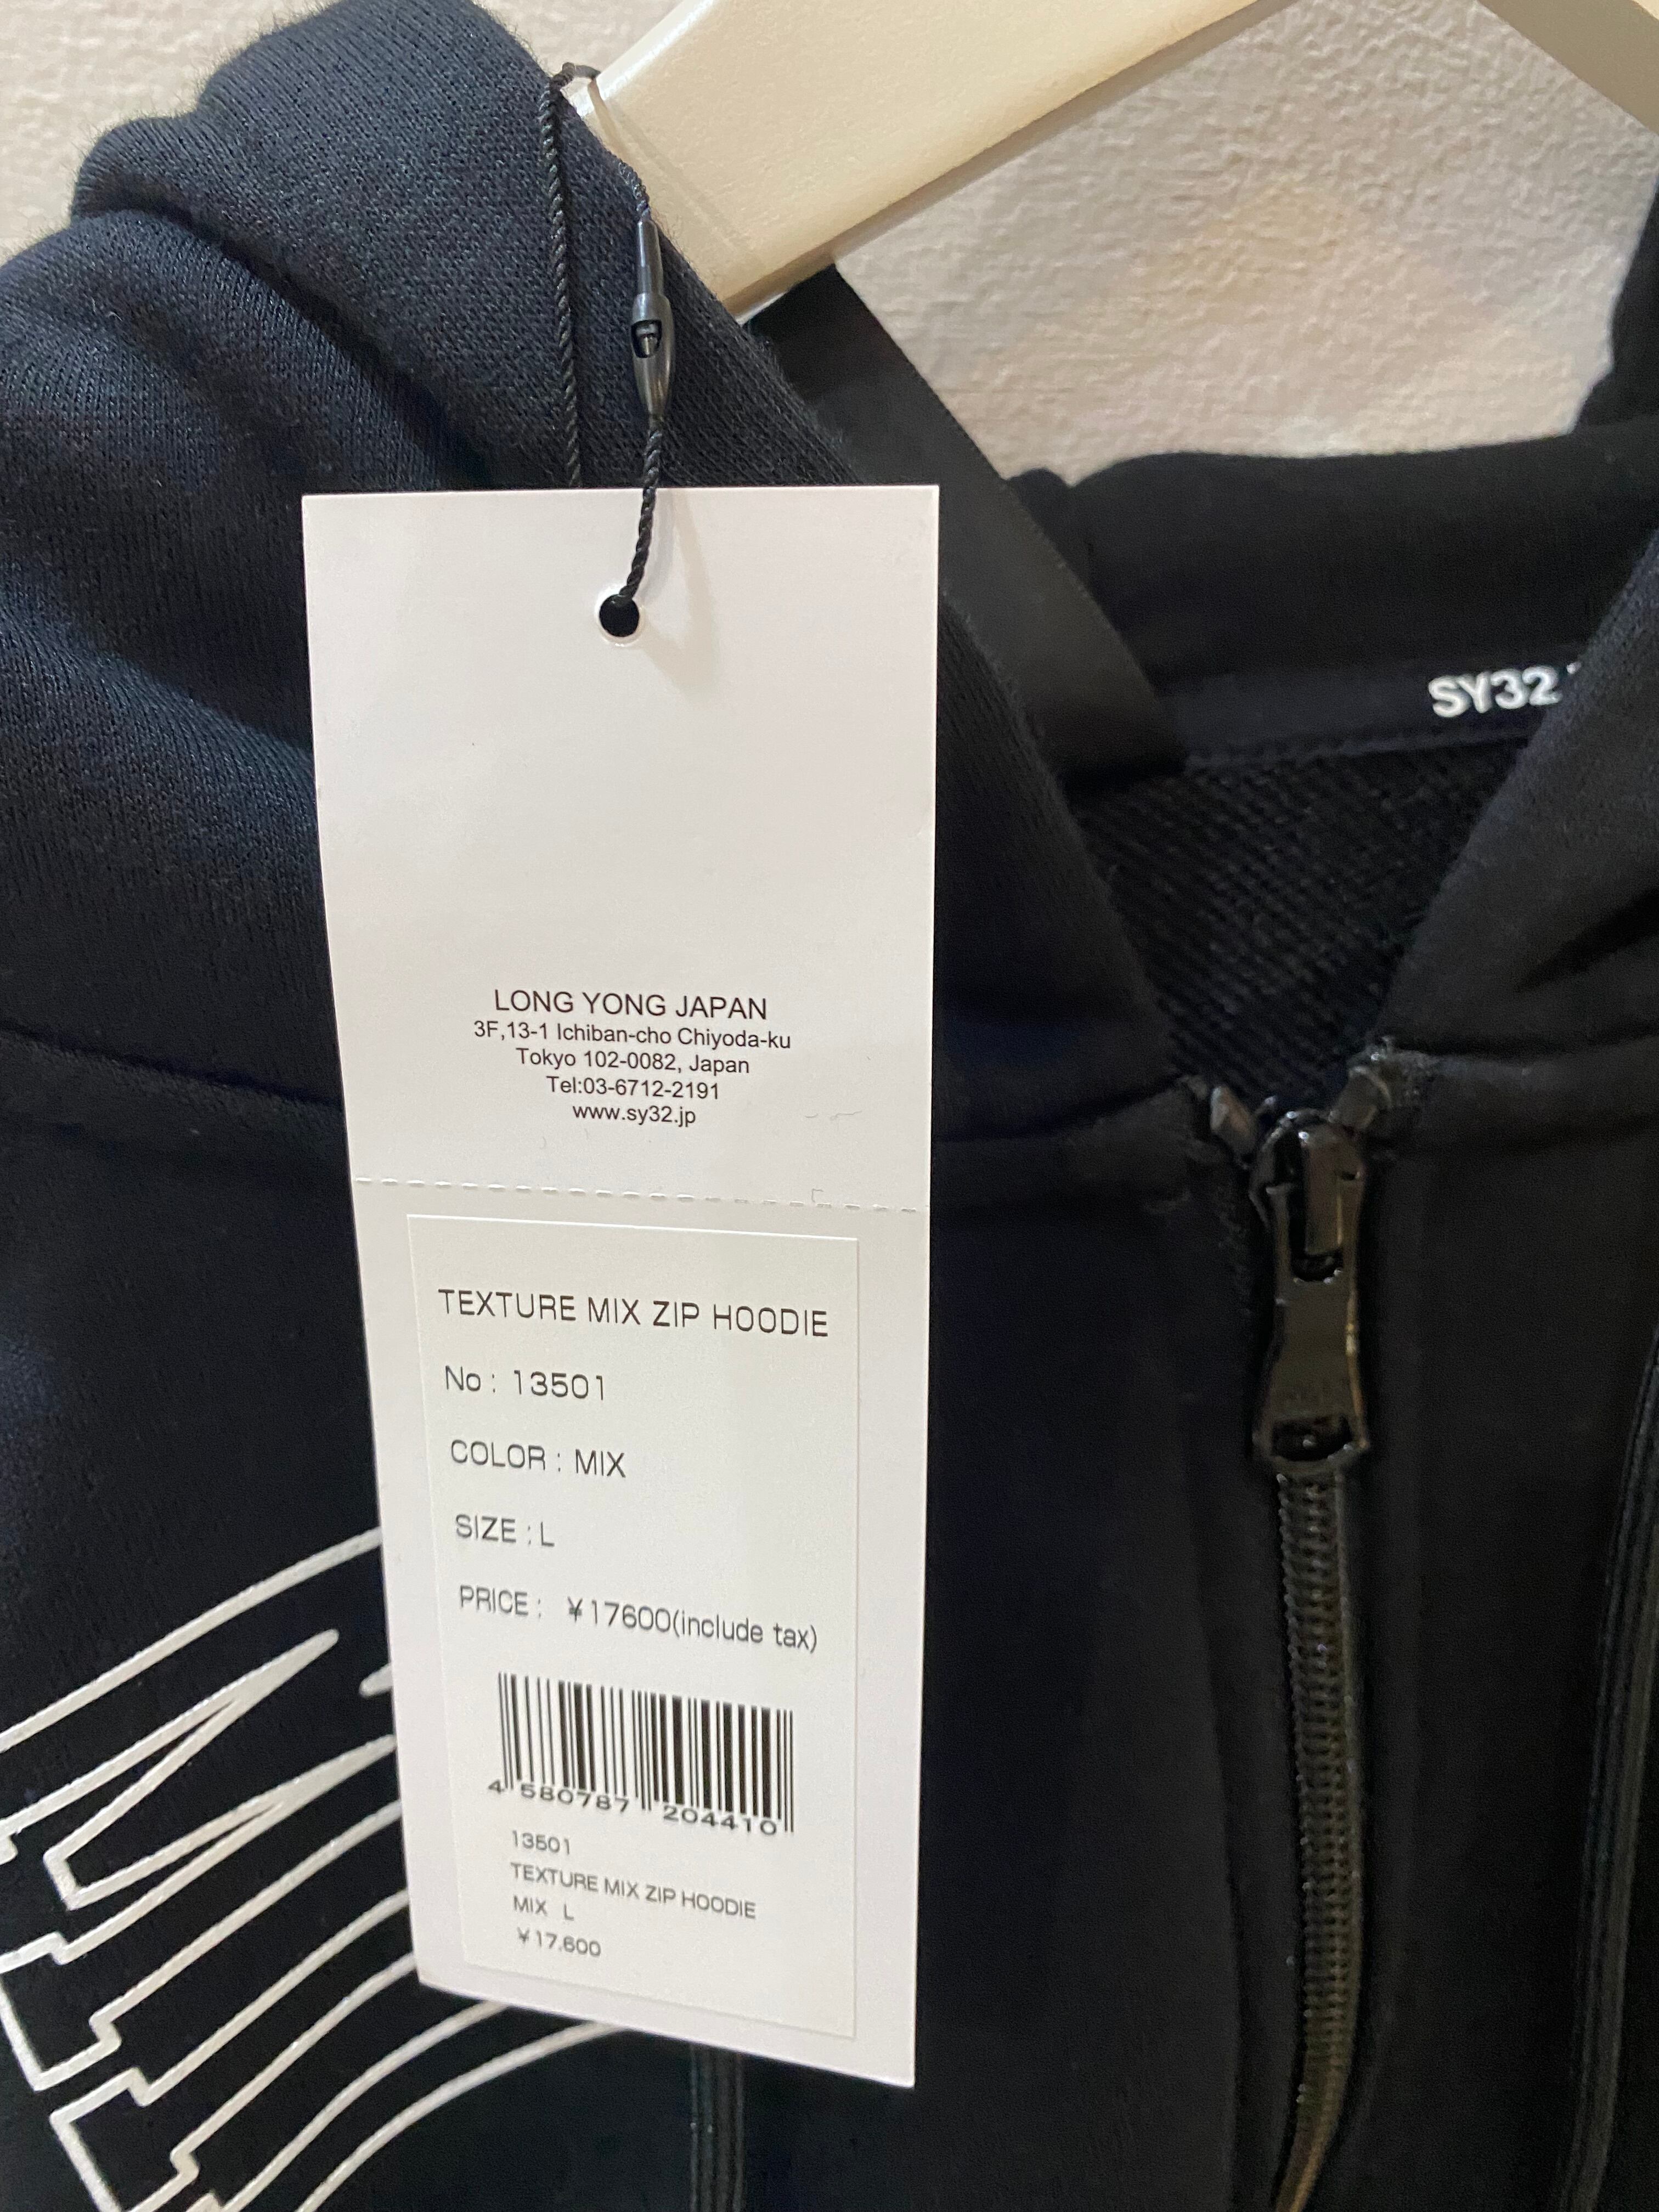 SY32
LONG YONG JAPAN
3F,13-1 Ichiban-cho Chiyoda-ku
Tokyo 102-0082, Japan
Tel:03-6712-2191
www.sy32.jp
TEXTURE MIX ZIP HOODIE
No : 13501
COLOR : MIX
SIZE : L
PRICE : ¥17600(include tax)
4 580787 204410
13501
TEXTURE MIX ZIP HOODIE
MIX L
¥17,600